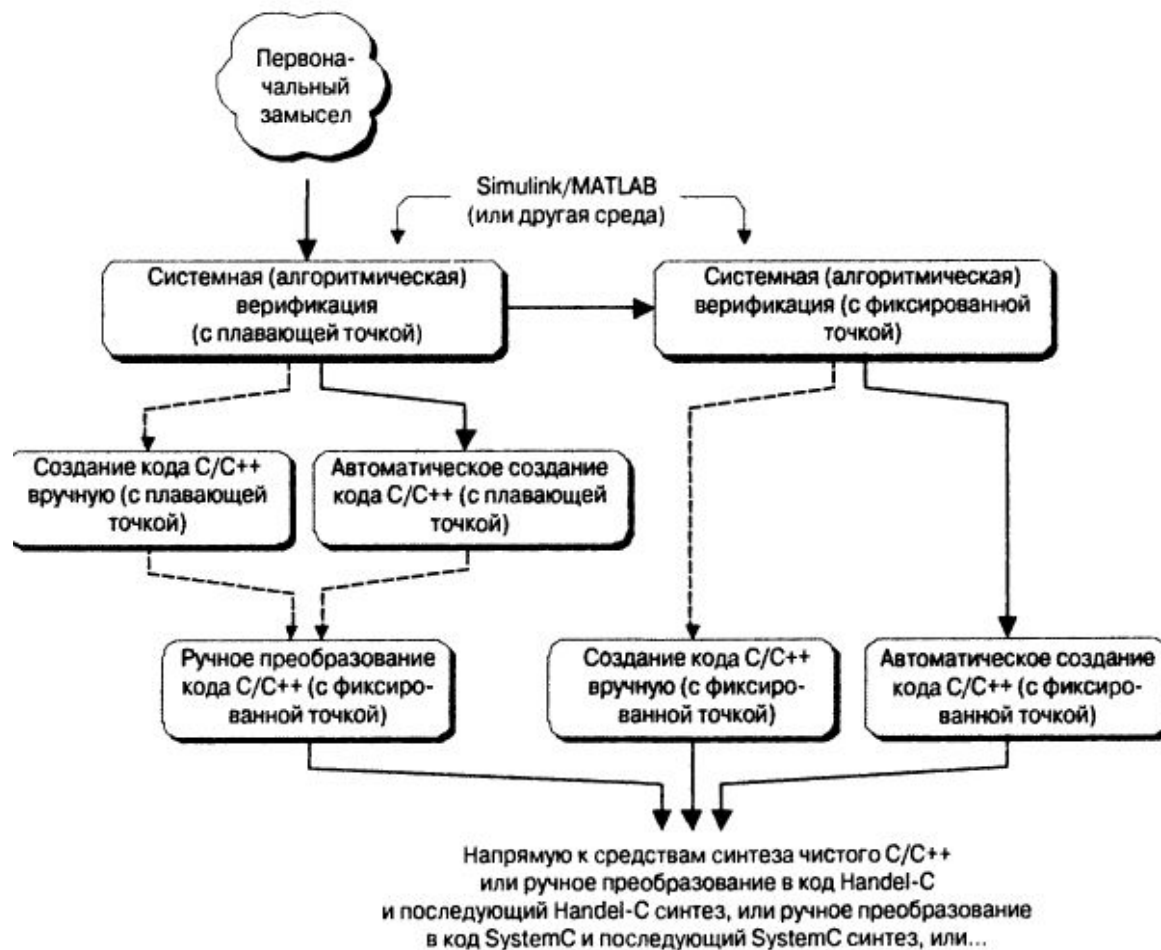 Первона-
чальный
замысел
Simulink/MATLAB
(или другая среда)
Системная (алгоритмическая)
верификация
(с плавающей точкой)
Системная (алгоритмическая)
верификация (с фиксированной
точкой)
Создание кода C/C++
вручную (с плавающей
точкой)
Автоматическое создание
кода C/C++ (с плавающей
точкой)
Ручное преобразование
кода C/C++ (с фиксиро-
ванной точкой)
Создание кода C/C++
вручную (с фиксиро-
ванной точкой)
Автоматическое создание
кода C/C++ (с фиксиро-
ванной точкой)
Напрямую к средствам синтеза чистого C/C++
или ручное преобразование в код Handel-C
и последующий Handel-C синтез, или ручное преобразование
в код SystemC и последующий SystemC синтез, или...